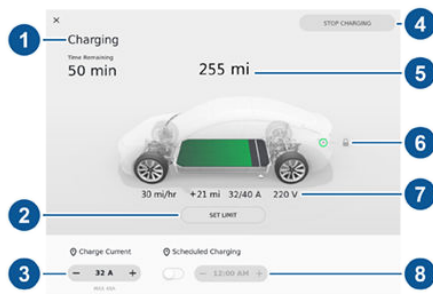 ×
STOP CHARGING
4
1
Charging
Time Remaining
50 min
255 mi
5
6
30 mi/hr +21 mi 32/40 A 220 V
7
2
SET LIMIT
Charge Current
Scheduled Charging
3
− 32 A +
− 12:00 AM +
8